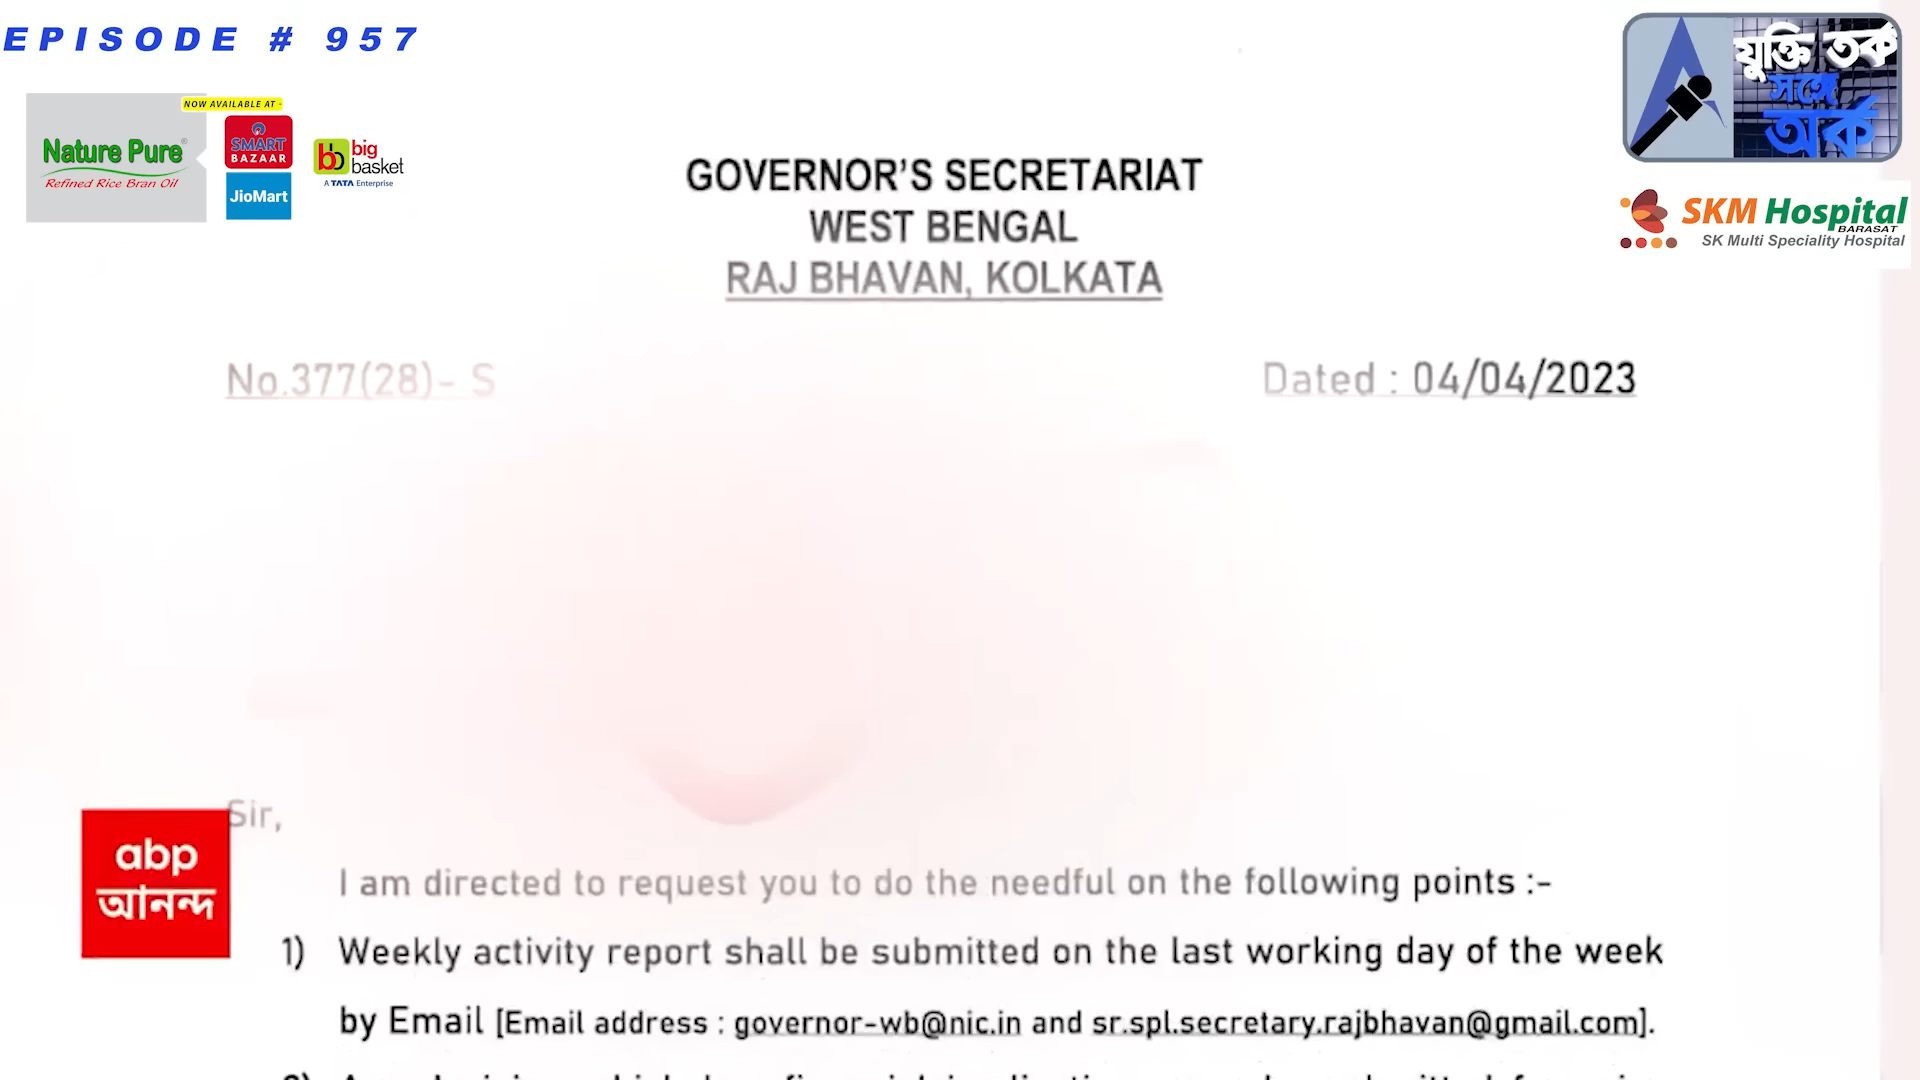 EPISODE # 957
NOW AVAILABLE AT -
Nature Pure
Refined Rice Bran Oil
SMART
BAZAAR
JioMart
bb big
basket
A TATA Enterprise
যুক্তি তর্ক
সঙ্গে
অর্ক
SKM Hospital
BARASAT
SK Multi Speciality Hospital
GOVERNOR’S SECRETARIAT
WEST BENGAL
RAJ BHAVAN, KOLKATA
No.377(28)- S
Dated : 04/04/2023
Sir,
abp
আনন্দ
I am directed to request you to do the needful on the following points :-
1) Weekly activity report shall be submitted on the last working day of the week
by Email [Email address : governor-wb@nic.in and sr.spl.secretary.rajbhavan@gmail.com].